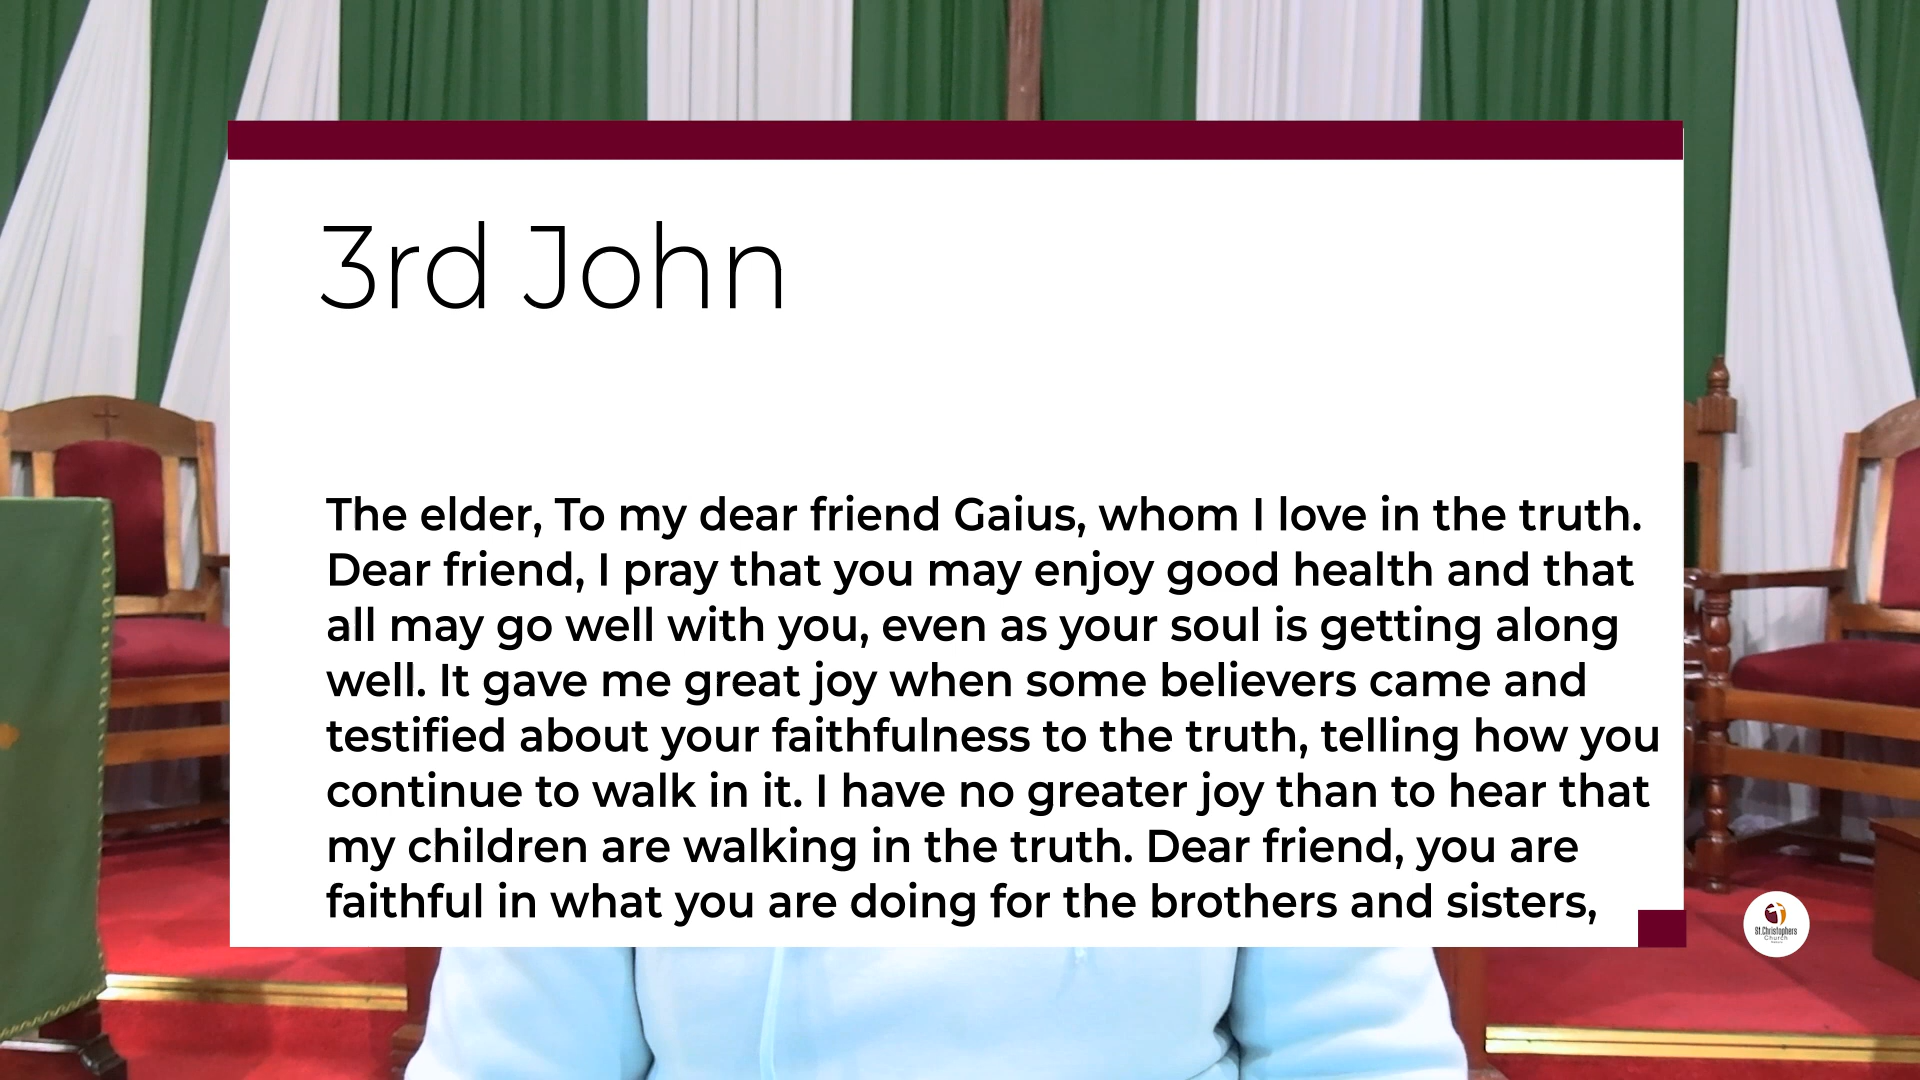 3rd John
The elder, To my dear friend Gaius, whom I love in the truth.
Dear friend, I pray that you may enjoy good health and that
all may go well with you, even as your soul is getting along
well. It gave me great joy when some believers came and
testified about your faithfulness to the truth, telling how you
continue to walk in it. I have no greater joy than to hear that
my children are walking in the truth. Dear friend, you are
faithful in what you are doing for the brothers and sisters,
St.Christophers
Church